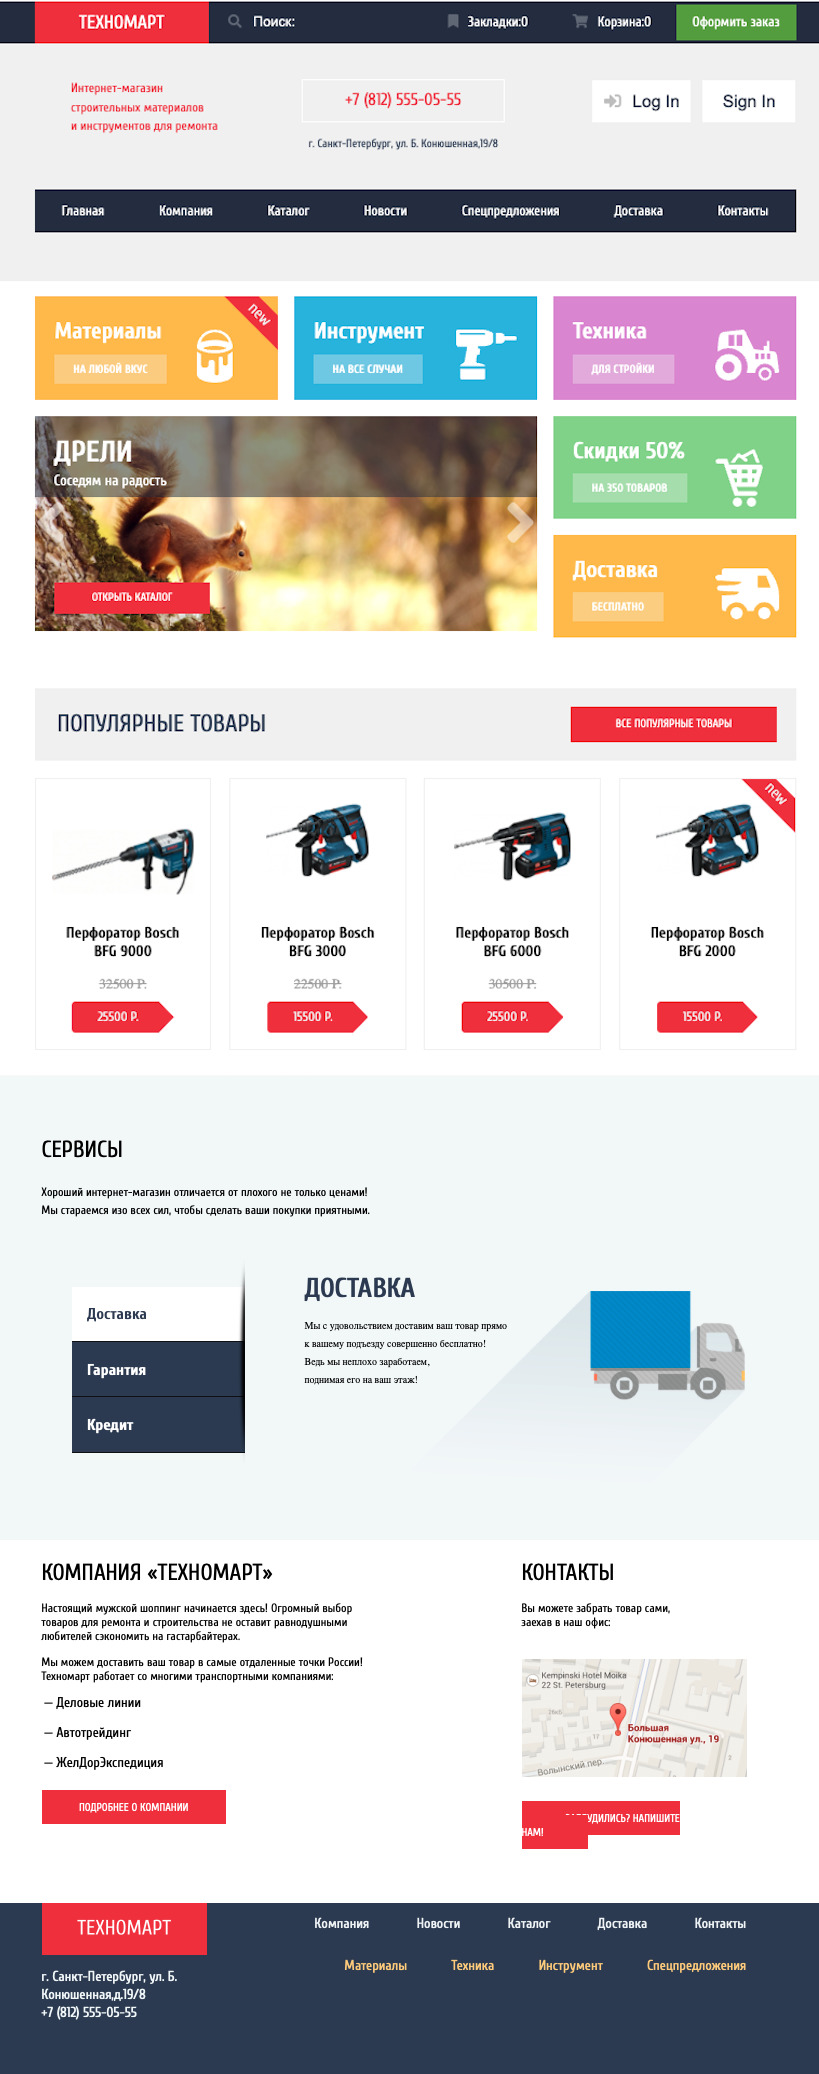 ТЕХНОМАРТ
Поиск:
Закладки:0
Корзина:0
Оформить заказ
Интернет-магазин
строительных материалов
и инструментов для ремонта
+7 (812) 555-05-55
г. Санкт-Петербург, ул. Б. Конюшенная,19/8
Log In
Sign In
Главная
Компания
Каталог
Новости
Спецпредложения
Доставка
Контакты
Материалы
new
НА ЛЮБОЙ ВКУС
Инструмент
НА ВСЕ СЛУЧАИ
Техника
ДЛЯ СТРОЙКИ
ДРЕЛИ
Соседям на радость
ОТКРЫТЬ КАТАЛОГ
Скидки 50%
НА 350 ТОВАРОВ
Доставка
БЕСПЛАТНО
ПОПУЛЯРНЫЕ ТОВАРЫ
ВСЕ ПОПУЛЯРНЫЕ ТОВАРЫ
Перфоратор Bosch
BFG 9000
32500 Р.
25500 Р.
Перфоратор Bosch
BFG 3000
22500 Р.
15500 Р.
Перфоратор Bosch
BFG 6000
30500 Р.
25500 Р.
new
Перфоратор Bosch
BFG 2000
15500 Р.
СЕРВИСЫ
Хороший интернет-магазин отличается от плохого не только ценами!
Мы стараемся изо всех сил, чтобы сделать ваши покупки приятными.
Доставка
Гарантия
Кредит
ДОСТАВКА
Мы с удовольствием доставим ваш товар прямо
к вашему подъезду совершенно бесплатно!
Ведь мы неплохо заработаем,
поднимая его на ваш этаж!
КОМПАНИЯ «ТЕХНОМАРТ»
Настоящий мужской шоппинг начинается здесь! Огромный выбор
товаров для ремонта и строительства не оставит равнодушными
любителей сэкономить на гастарбайтерах.
Мы можем доставить ваш товар в самые отдаленные точки России!
Техномарт работает со многими транспортными компаниями:
— Деловые линии
— Автотрейдинг
— ЖелДорЭкспедиция
ПОДРОБНЕЕ О КОМПАНИИ
КОНТАКТЫ
Вы можете забрать товар сами,
заехав в наш офис:
Kempinski Hotel Moika
22 St. Petersburg
Большая
Конюшенная ул., 19
Волынский пер.
НАПИШИТЕ
НАМ!
ТЕХНОМАРТ
г. Санкт-Петербург, ул. Б.
Конюшенная,д.19/8
+7 (812) 555-05-55
Компания
Новости
Каталог
Доставка
Контакты
Материалы
Техника
Инструмент
Спецпредложения